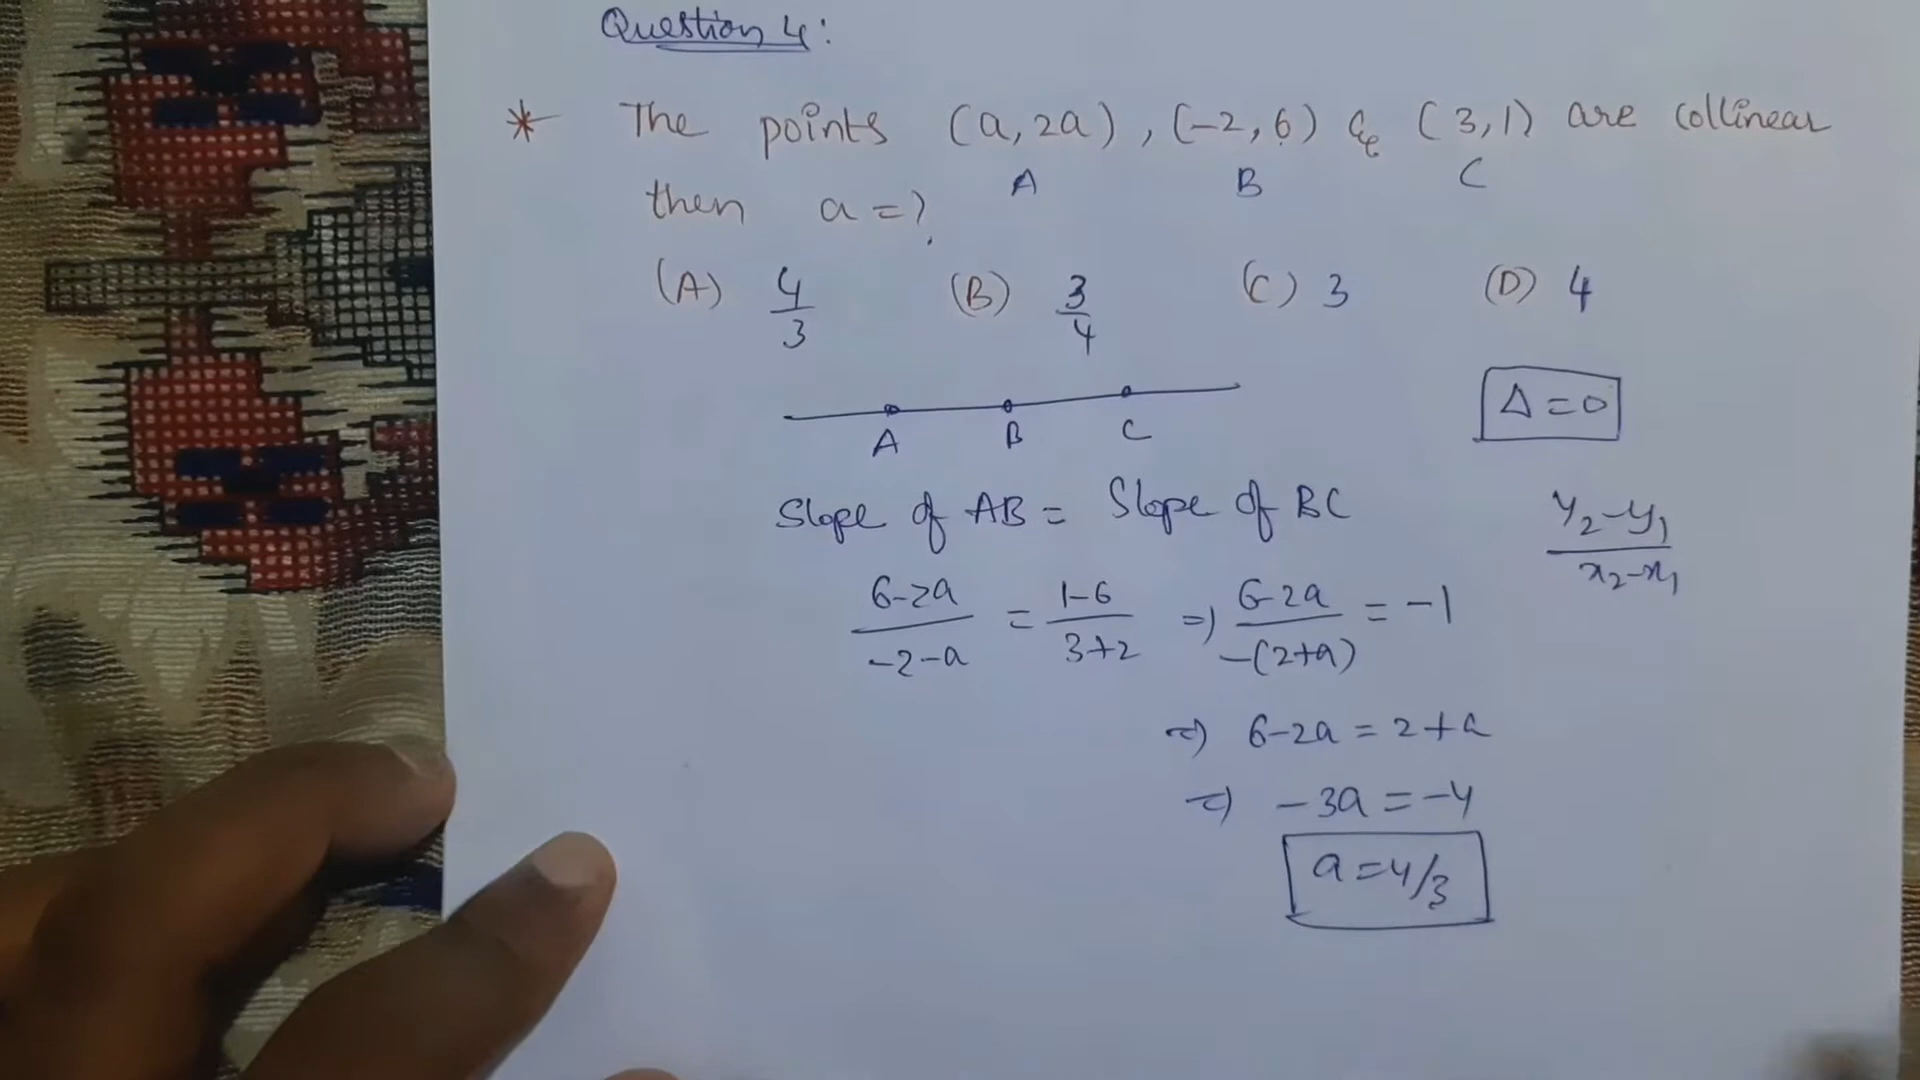 Question 4:
* The points (a, 2a), (-2, 6) & (3, 1) are collinear
A B C
then a = ?
(A) 4/3 (B) 3/4 (C) 3 (D) 4
A B C
Δ = 0
Slope of AB = Slope of BC
y₂-y₁/x₂-x₁
6-2a/-2-a = 1-6/3+2 => 6-2a/-(2+a) = -1
=> 6-2a = 2+a
=> -3a = -4
a = 4/3